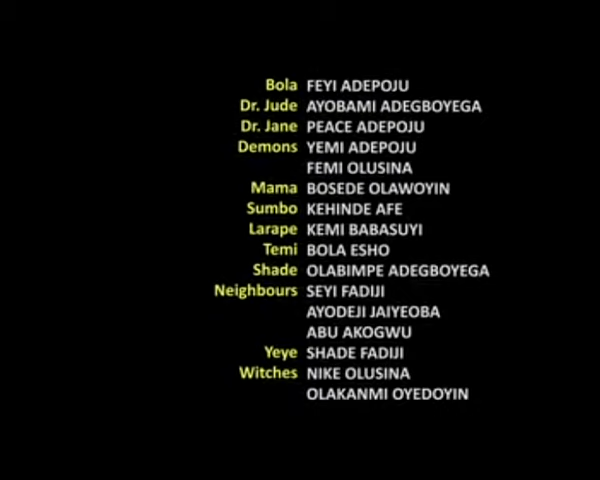 Bola FEYI ADEPOJU
Dr. Jude AYOBAMI ADEGBOYEGA
Dr. Jane PEACE ADEPOJU
Demons YEMI ADEPOJU
FEMI OLUSINA
Mama BOSEDE OLAWOYIN
Sumbo KEHINDE AFE
Larape KEMI BABASUYI
Temi BOLA ESHO
Shade OLABIMPE ADEGBOYEGA
Neighbours SEYI FADIJI
AYODEJI JAIYEOBA
ABU AKOGWU
Yeye SHADE FADIJI
Witches NIKE OLUSINA
OLAKANMI OYEDOYIN